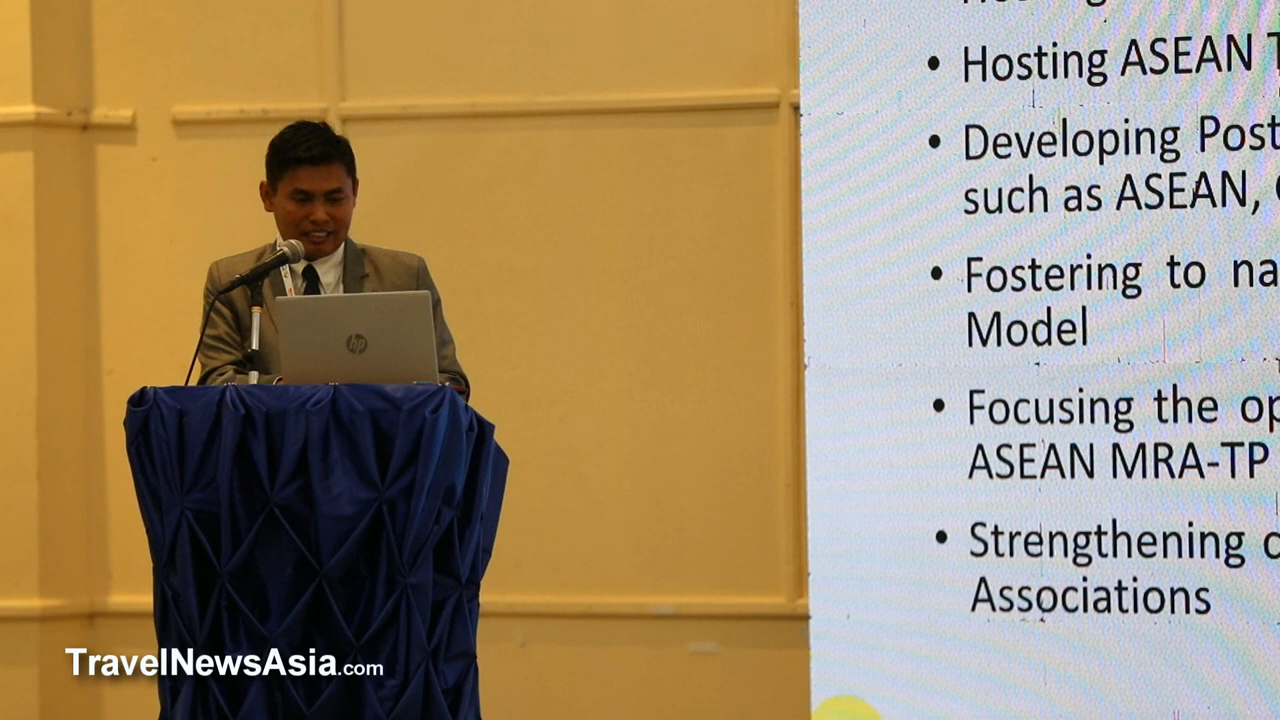 • Hosting ASEAN
• Developing Post
such as ASEAN,
• Fostering to na
Model
• Focusing the op
ASEAN MRA-TP
• Strengthening
Associations
hp
TravelNewsAsia.com